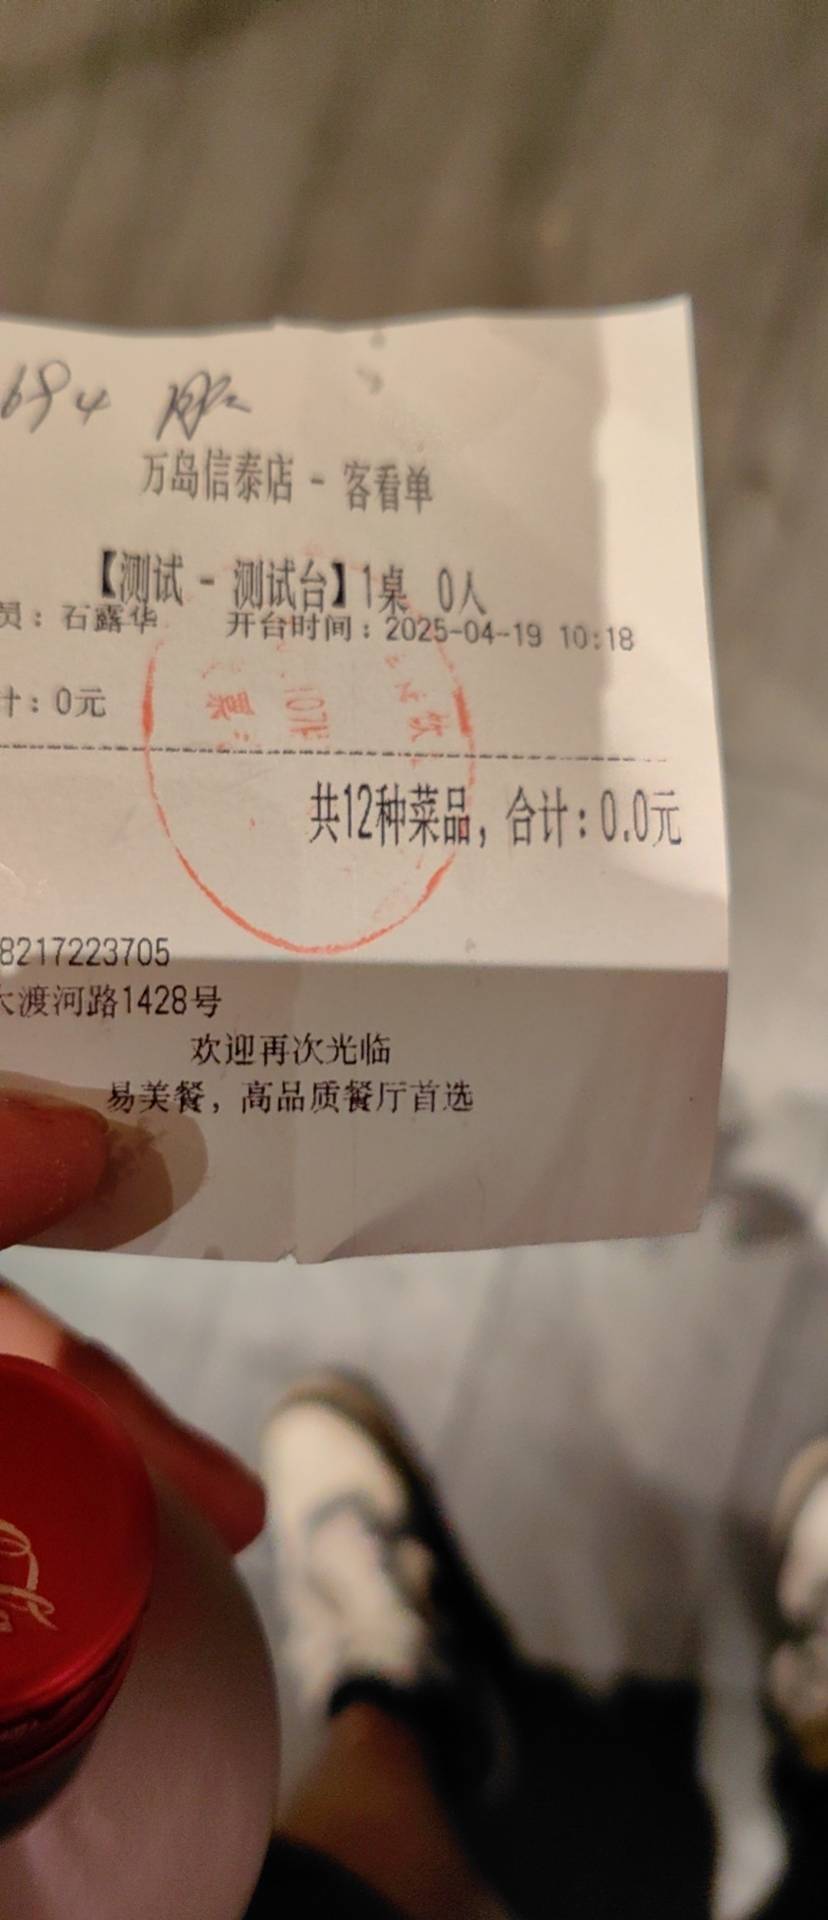 694
万岛信泰店 - 客看单
【测试 - 测试台】1桌 0人
员：石露华 开台时间：2025-04-19 10:18
计：0元
共12种菜品，合计：0.0元
8217223705
大渡河路1428号
欢迎再次光临
易美餐，高品质餐厅首选